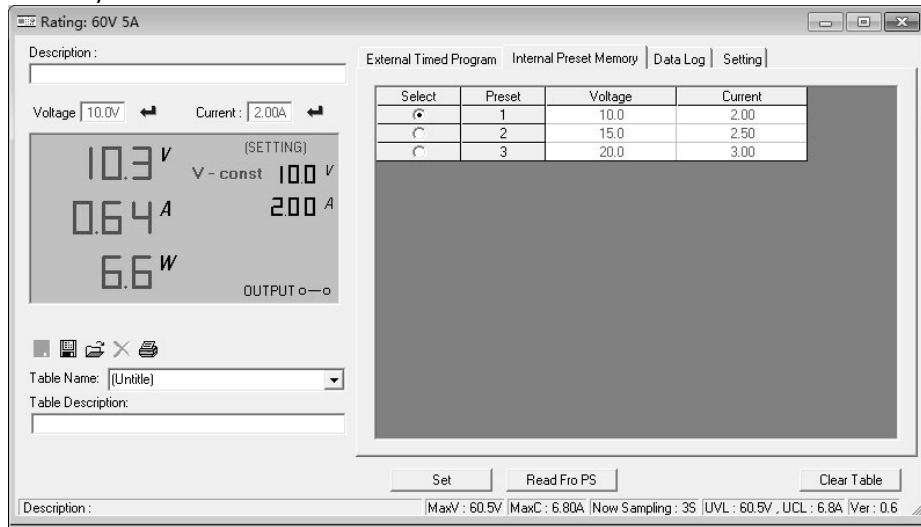 Rating: 60V 5A
Description :
Voltage 10.0V Current : 2.00A
10.3 V (SETTING)
V - const 10.0 V
0.64 A 2.00 A
6.6 W
OUTPUT
Table Name: (Untitle)
Table Description:
External Timed Program Internal Preset Memory Data Log Setting
Select Preset Voltage Current
1 10.0 2.00
2 15.0 2.50
3 20.0 3.00
Set Read Fro PS Clear Table
Description : MaxV : 60.5V MaxC : 6.80A Now Sampling : 3S UVL : 60.5V , UCL : 6.8A Ver : 0.6